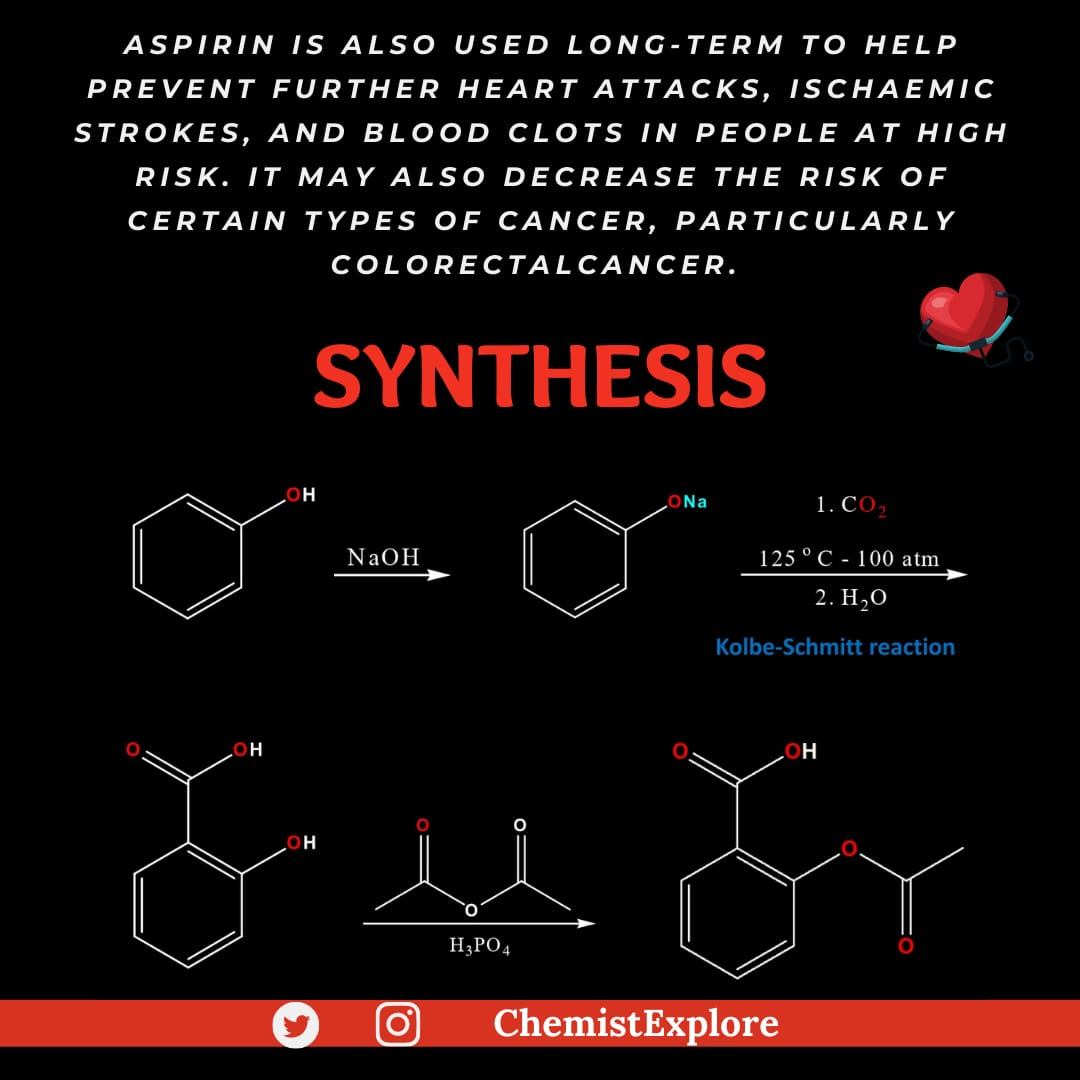 ASPIRIN IS ALSO USED LONG-TERM TO HELP
PREVENT FURTHER HEART ATTACKS, ISCHAEMIC
STROKES, AND BLOOD CLOTS IN PEOPLE AT HIGH
RISK. IT MAY ALSO DECREASE THE RISK OF
CERTAIN TYPES OF CANCER, PARTICULARLY
COLORECTALCANCER.
SYNTHESIS
OH
NaOH
ONa
1. CO₂
125 ° C - 100 atm
2. H₂O
Kolbe-Schmitt reaction
O
OH
OH
O
O
O
H₃PO₄
O
OH
O
O
ChemistExplore